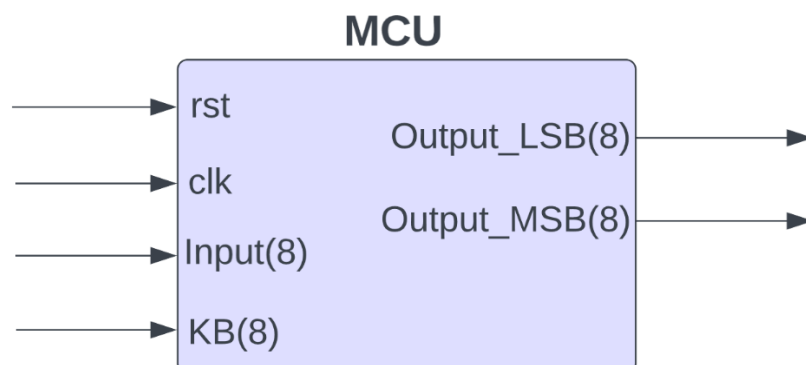 MCU
rst
clk
Input(8)
KB(8)
Output_LSB(8)
Output_MSB(8)